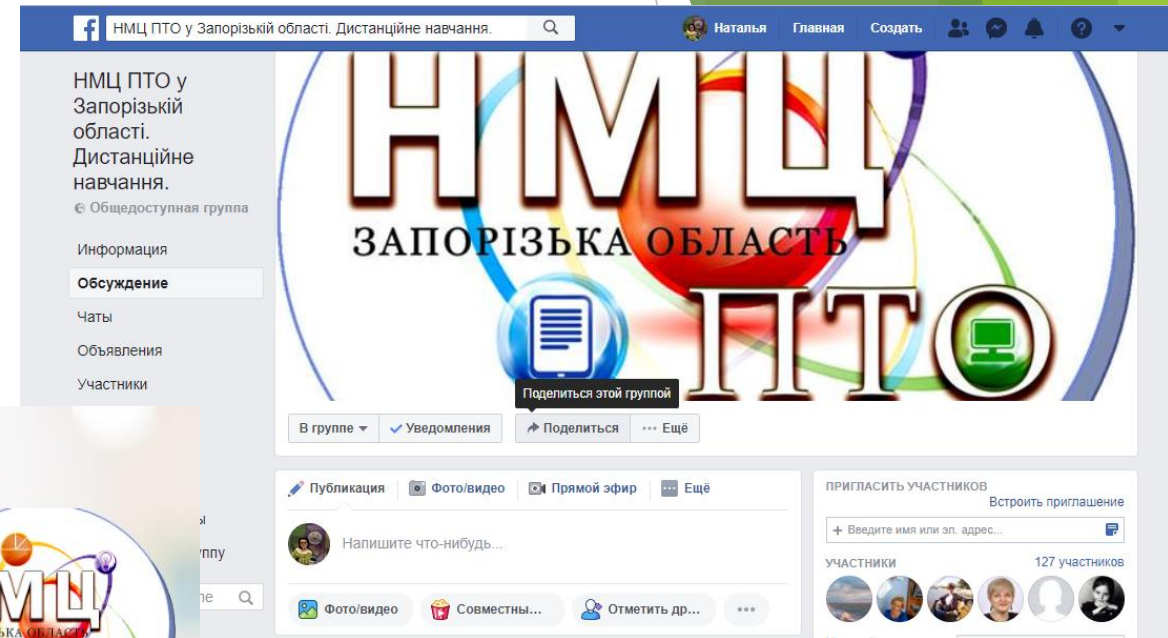 НМЦ ПТО у Запорізькій області. Дистанційне навчання.
Наталья
Главная
Создать
НМЦ ПТО у
Запорізькій
області.
Дистанційне
навчання.
Общедоступная группа
Информация
Обсуждение
Чаты
Объявления
Участники
НМЦ
ЗАПОРІЗЬКА ОБЛАСТЬ
ПТО
Поделиться этой группой
В группе
Уведомления
Поделиться
Ещё
Публикация
Фото/видео
Прямой эфир
Ещё
Напишите что-нибудь...
Фото/видео
Совместны...
Отметить др...
ПРИГЛАСИТЬ УЧАСТНИКОВ
Встроить приглашение
+ Введите имя или эл. адрес...
УЧАСТНИКИ
127 участников